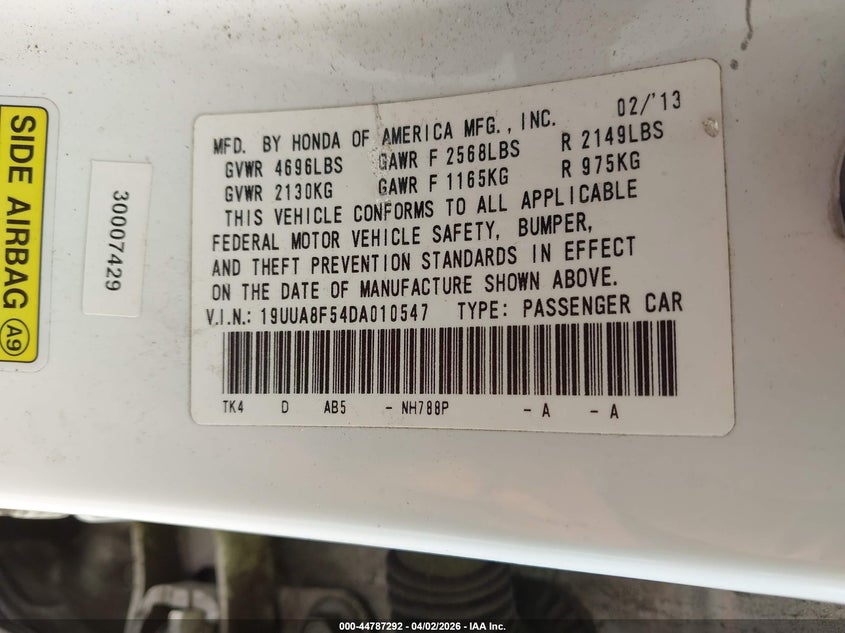 SIDE AIRBAG A9
30007429
02/'13
MFD. BY HONDA OF AMERICA MFG., INC.
GVWR 4696LBS GAWR F 2568LBS R 2149LBS
GVWR 2130KG GAWR F 1165KG R 975KG
THIS VEHICLE CONFORMS TO ALL APPLICABLE
FEDERAL MOTOR VEHICLE SAFETY, BUMPER,
AND THEFT PREVENTION STANDARDS IN EFFECT
ON THE DATE OF MANUFACTURE SHOWN ABOVE.
V.I.N.: 19UUA8F54DA010547 TYPE: PASSENGER CAR
TK4 D AB5 - NH788P - A - A
000-44787292 - 04/02/2026 - IAA Inc.